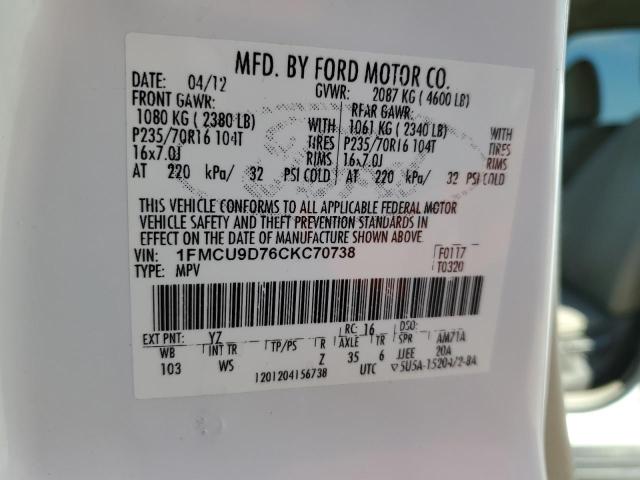 MFD. BY FORD MOTOR CO.
DATE: 04/12 GVWR: 2087 KG ( 4600 LB)
FRONT GAWR: RFAR GAWR:
1080 KG ( 2380 LB) WITH 1061 KG ( 2340 LB) WITH
P235/70R16 104T TIRES P235/70R16 104T TIRES
16x7.0J RIMS 16x7.0J RIMS
AT 220 kPa/ 32 PSI COLD AT 220 kPa/ 32 PSI COLD
THIS VEHICLE CONFORMS TO ALL APPLICABLE FEDERAL MOTOR
VEHICLE SAFETY AND THEFT PREVENTION STANDARDS IN
EFFECT ON THE DATE OF MANUFACTURE SHOWN ABOVE.
VIN: 1FMCU9D76CKC70738 F0117
TYPE: MPV T0320
EXT PNT: YZ RC: 16 DSO:
WB INT TR TP/PS R AXLE TR SPR AM71A
103 WS Z 35 6 JJEE 20A
1201204156738 UTC 5U5A-1520472-8A